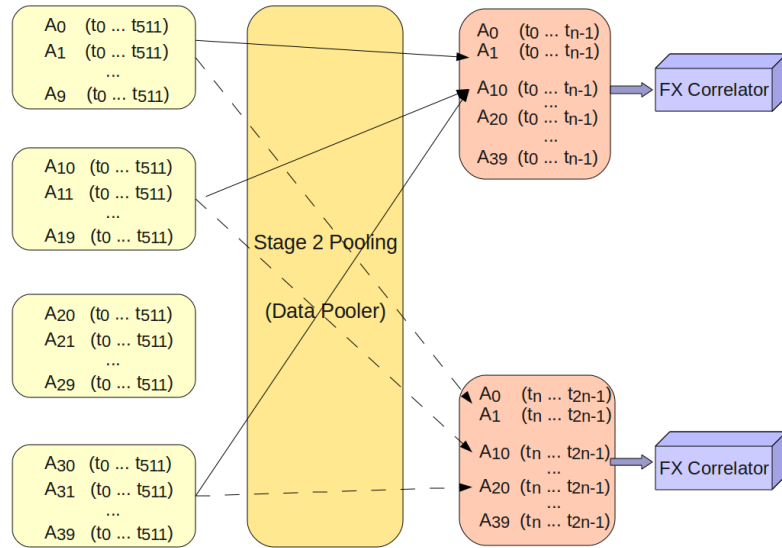 A0 (t0 ... t511)
A1 (t0 ... t511)
...
A9 (t0 ... t511)
A10 (t0 ... t511)
A11 (t0 ... t511)
...
A19 (t0 ... t511)
A20 (t0 ... t511)
A21 (t0 ... t511)
...
A29 (t0 ... t511)
A30 (t0 ... t511)
A31 (t0 ... t511)
...
A39 (t0 ... t511)
Stage 2 Pooling
(Data Pooler)
A0 (t0 ... tn-1)
A1 (t0 ... tn-1)
A10 (t0 ... tn-1)
...
A20 (t0 ... tn-1)
...
A39 (t0 ... tn-1)
FX Correlator
A0 (tn ... t2n-1)
A1 (tn ... t2n-1)
A10 (tn ... t2n-1)
...
A20 (tn ... t2n-1)
...
A39 (tn ... t2n-1)
FX Correlator